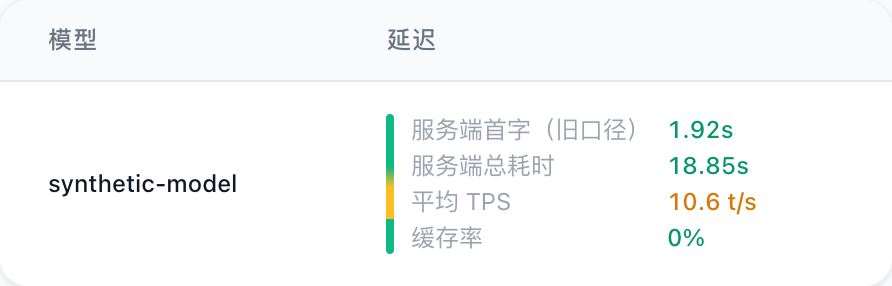 模型 延迟
服务端首字（旧口径） 1.92s
服务端总耗时 18.85s
synthetic-model
平均 TPS 10.6 t/s
缓存率 0%